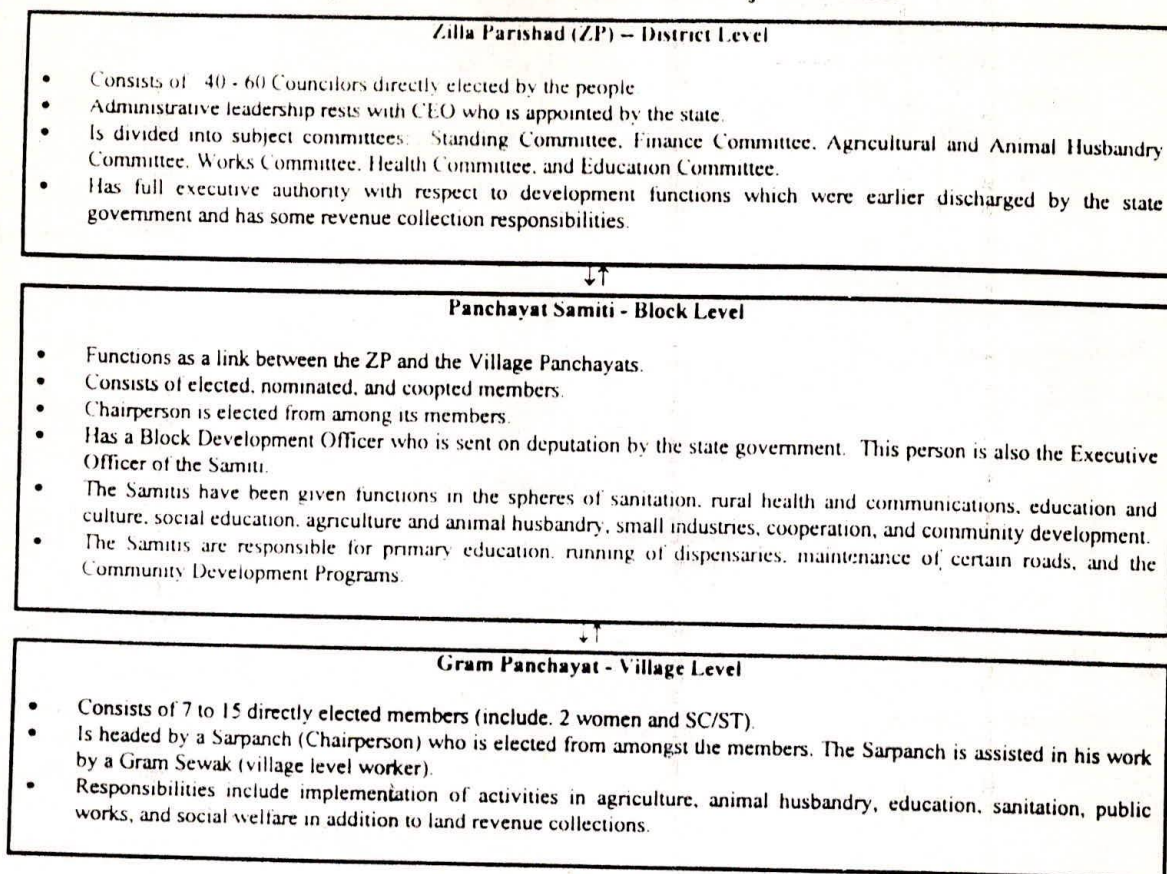 Zilla Parishad (ZP) – District Level
• Consists of 40 - 60 Councilors directly elected by the people
• Administrative leadership rests with CEO who is appointed by the state.
• Is divided into subject committees: Standing Committee, Finance Committee, Agricultural and Animal Husbandry
Committee, Works Committee, Health Committee, and Education Committee.
• Has full executive authority with respect to development functions which were earlier discharged by the state
government and has some revenue collection responsibilities.
↓↑
Panchayat Samiti - Block Level
• Functions as a link between the ZP and the Village Panchayats.
• Consists of elected, nominated, and coopted members.
• Chairperson is elected from among its members.
• Has a Block Development Officer who is sent on deputation by the state government. This person is also the Executive
Officer of the Samiti.
• The Samitis have been given functions in the spheres of sanitation, rural health and communications, education and
culture, social education, agriculture and animal husbandry, small industries, cooperation, and community development.
• The Samitis are responsible for primary education, running of dispensaries, maintenance of certain roads, and the
Community Development Programs.
↓↑
Gram Panchayat - Village Level
• Consists of 7 to 15 directly elected members (include. 2 women and SC/ST).
• Is headed by a Sarpanch (Chairperson) who is elected from amongst the members. The Sarpanch is assisted in his work
by a Gram Sewak (village level worker).
• Responsibilities include implementation of activities in agriculture, animal husbandry, education, sanitation, public
works, and social welfare in addition to land revenue collections.